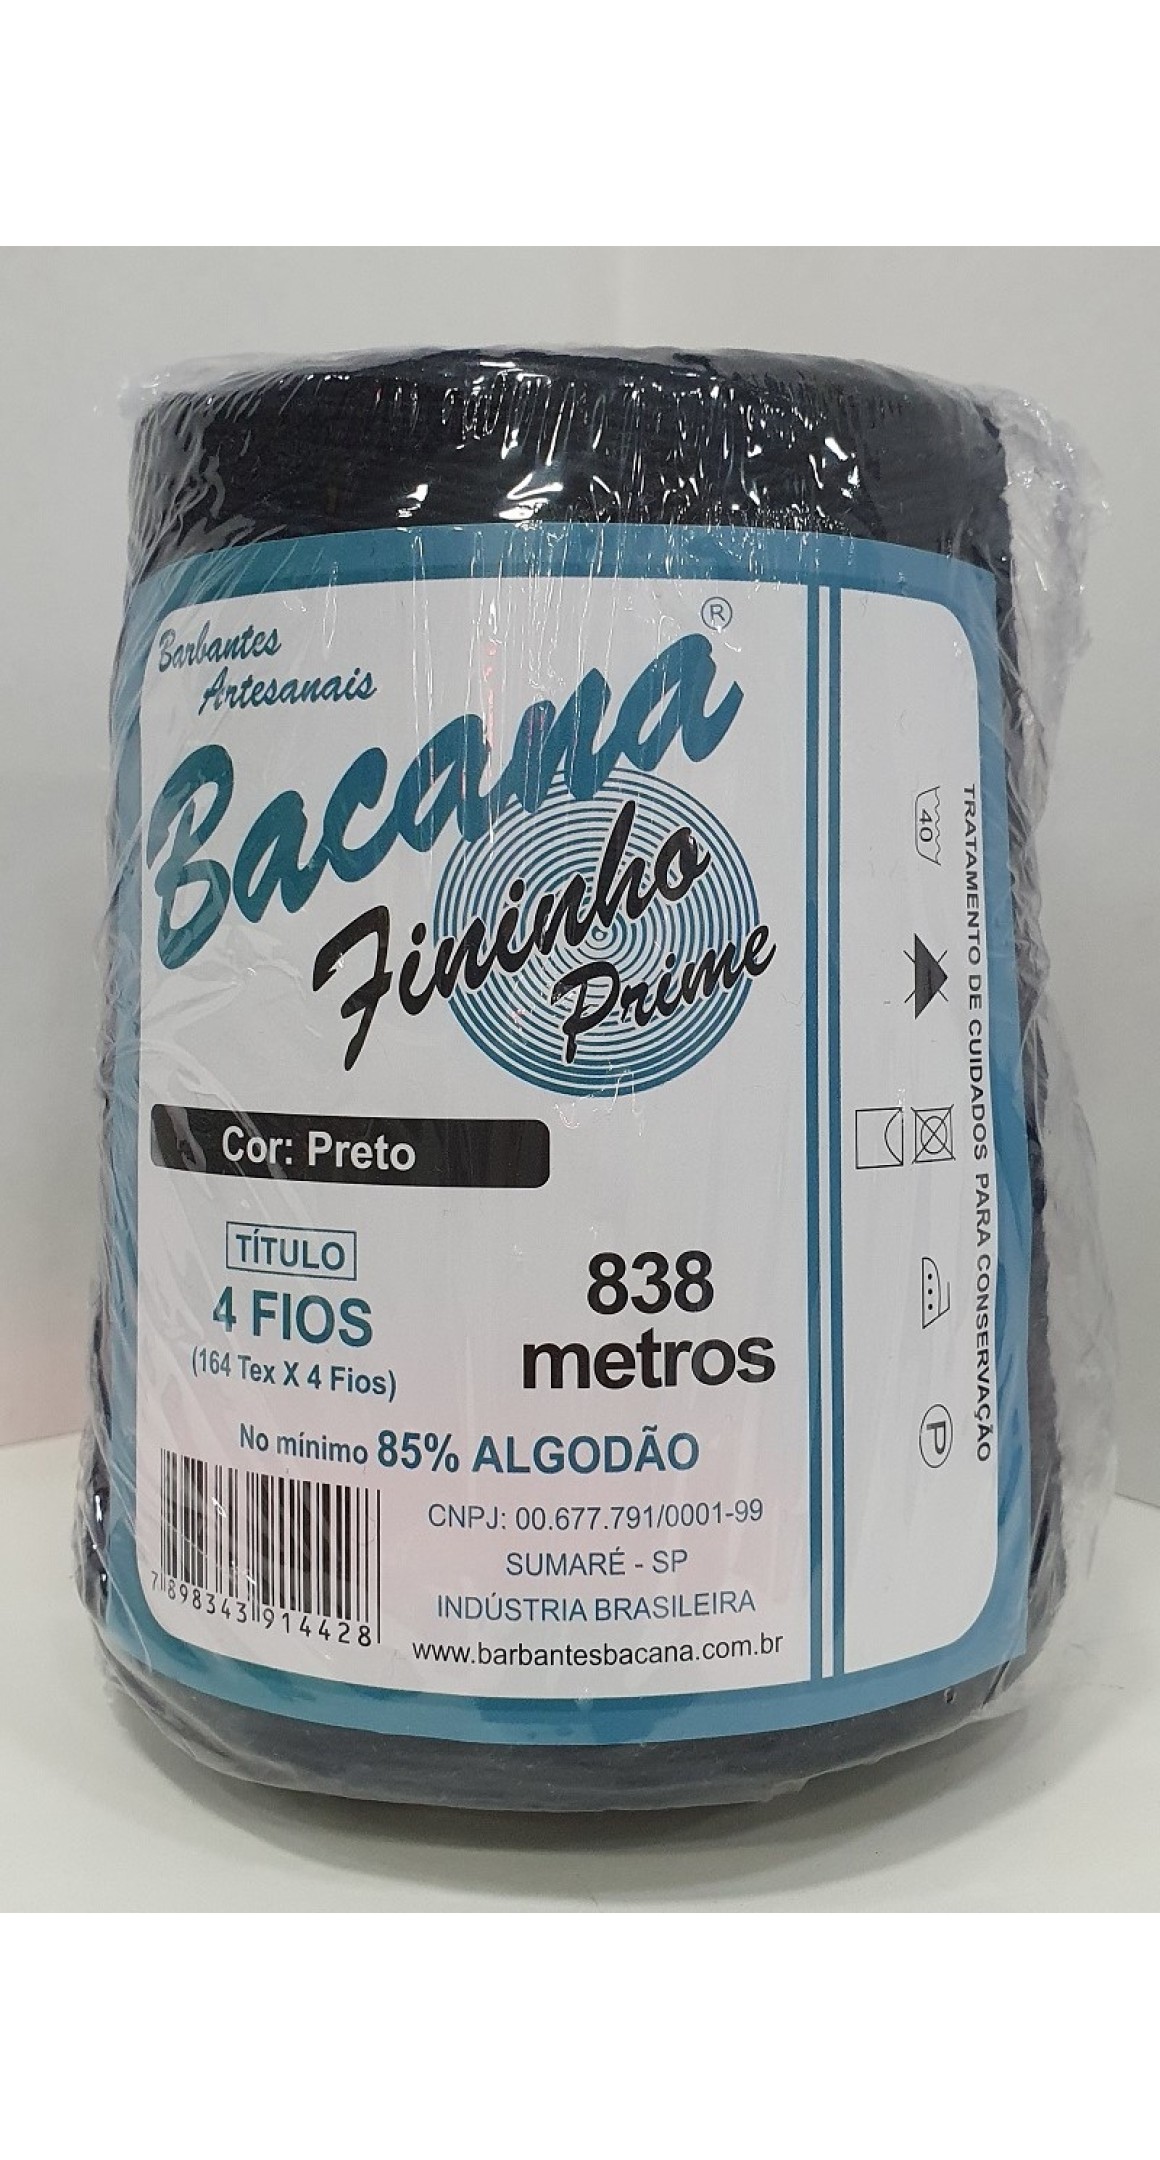 Barbantes
Artesanais
Bacana®
Fininho
Prime
Cor: Preto
TÍTULO
4 FIOS
(164 Tex X 4 Fios)
838
metros
No mínimo 85% ALGODÃO
7 898343 914428
CNPJ: 00.677.791/0001-99
SUMARÉ - SP
INDÚSTRIA BRASILEIRA
www.barbantesbacana.com.br
TRATAMENTO DE CUIDADOS PARA CONSERVAÇÃO
40
P